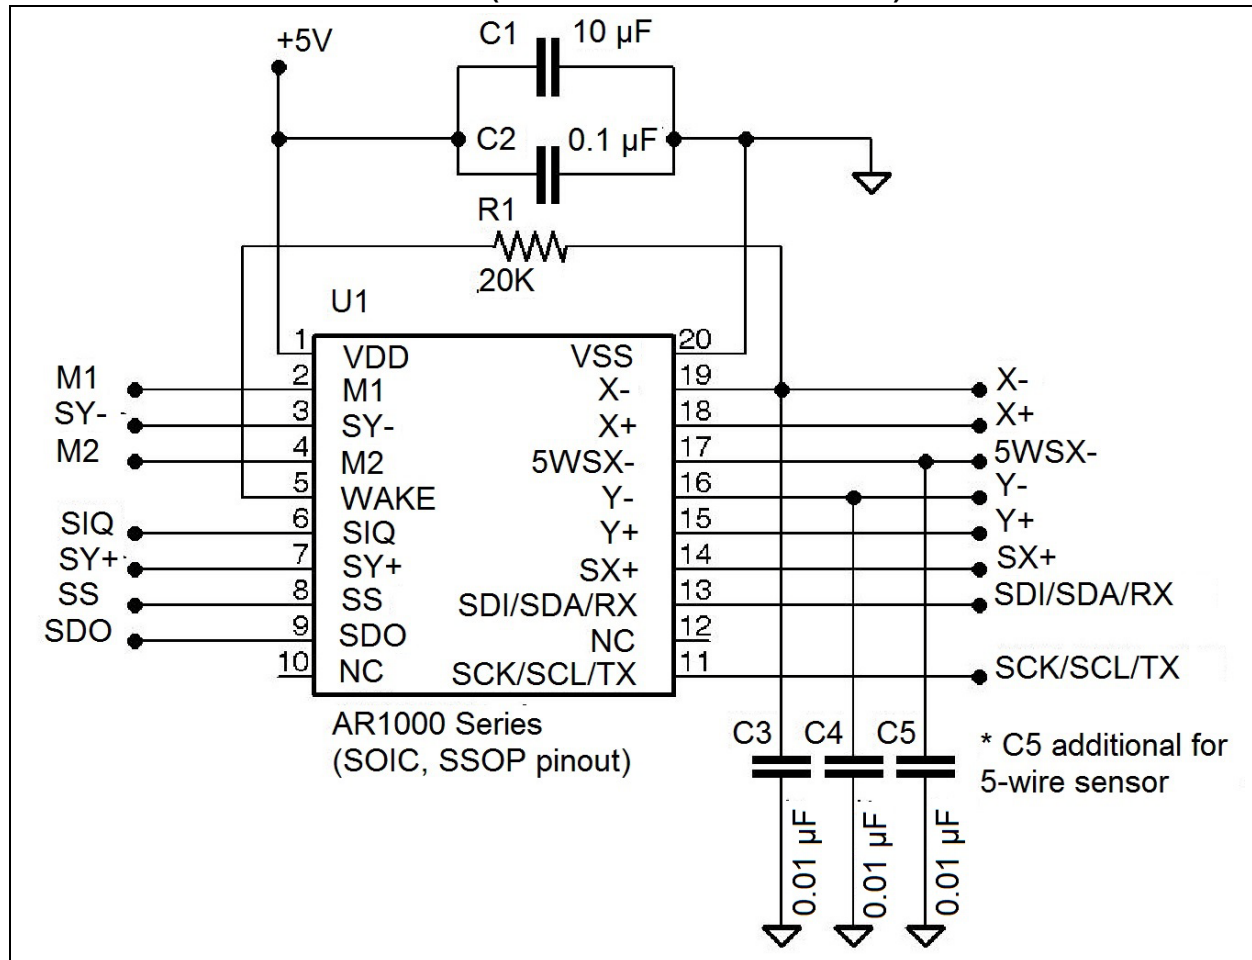 +5V
C1 10 µF
C2 0.1 µF
R1
20K
U1
1 VDD
2 M1
3 SY-
4 M2
5 WAKE
6 SIQ
7 SY+
8 SS
9 SDO
10 NC
VSS 20
X- 19
X+ 18
5WSX- 17
Y- 16
Y+ 15
SX+ 14
SDI/SDA/RX 13
NC 12
SCK/SCL/TX 11
M1
SY-
M2
SIQ
SY+
SS
SDO
X-
X+
5WSX-
Y-
Y+
SX+
SDI/SDA/RX
SCK/SCL/TX
AR1000 Series
(SOIC, SSOP pinout)
C3 C4 C5
0.01 µF
0.01 µF
0.01 µF
* C5 additional for
5-wire sensor